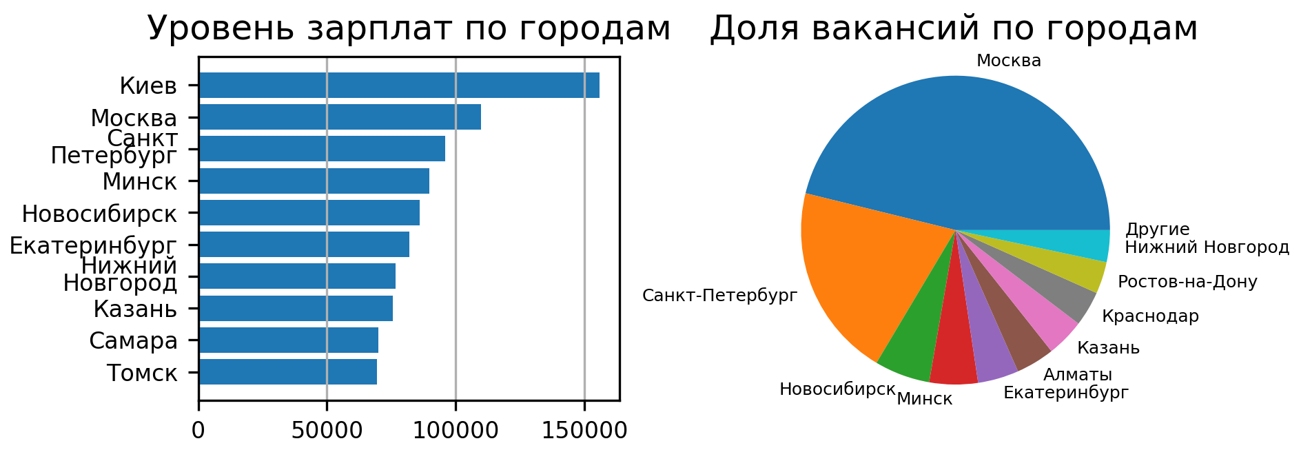 Уровень зарплат по городам
Киев
Москва
Санкт
Петербург
Минск
Новосибирск
Екатеринбург
Нижний
Новгород
Казань
Самара
Томск
0 50000 100000 150000
Доля вакансий по городам
Москва
Санкт-Петербург
Новосибирск
Минск
Екатеринбург
Алматы
Казань
Краснодар
Ростов-на-Дону
Нижний Новгород
Другие